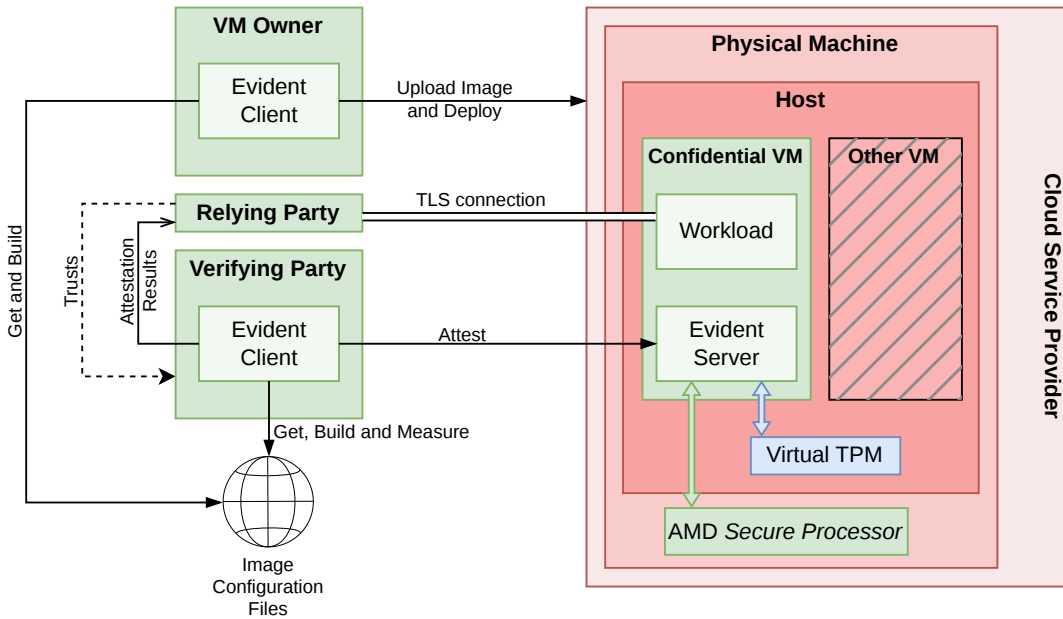 VM Owner
Evident
Client
Upload Image
and Deploy
Get and Build
Relying Party
TLS connection
Trusts
Attestation
Results
Verifying Party
Evident
Client
Attest
Get, Build and Measure
Image
Configuration
Files
Cloud Service Provider
Physical Machine
Host
Confidential VM
Other VM
Workload
Evident
Server
Virtual TPM
AMD Secure Processor